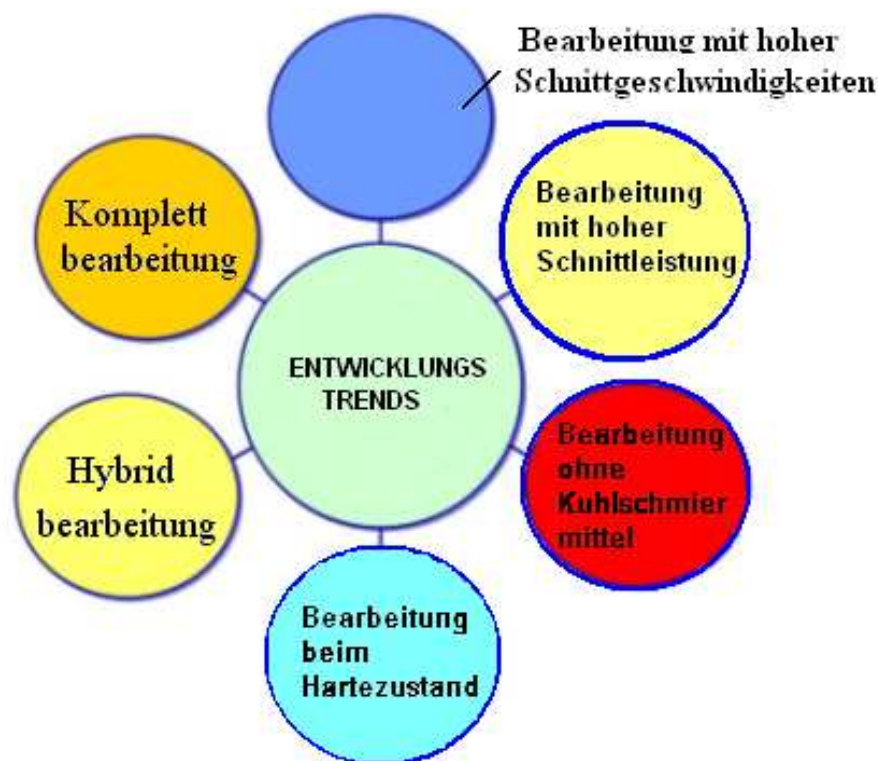 Bearbeitung mit hoher
Schnittgeschwindigkeiten
Bearbeitung
mit hoher
Schnittleistung
Komplett
bearbeitung
ENTWICKLUNGS
TRENDS
Bearbeitung
ohne
Kuhlschmier
mittel
Hybrid
bearbeitung
Bearbeitung
beim
Hartezustand